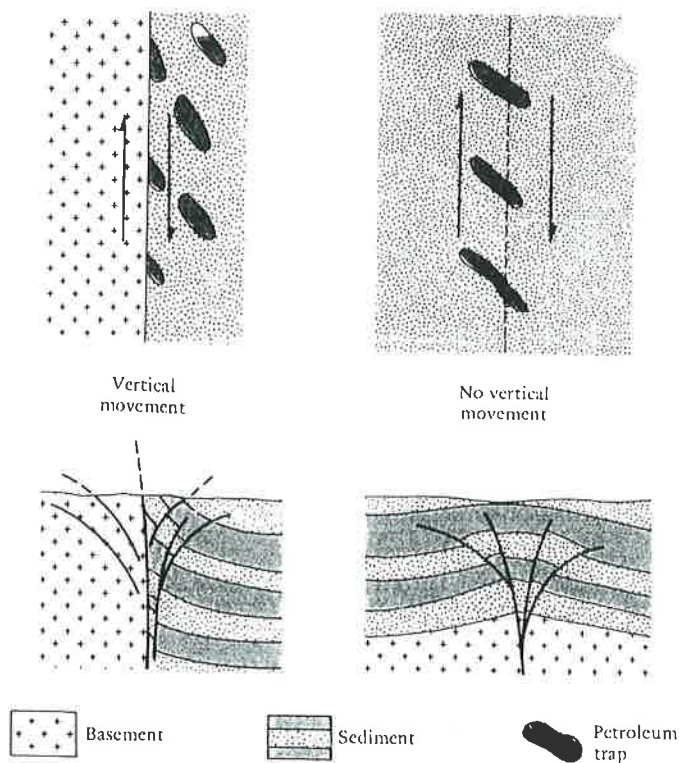 Vertical
movement
No vertical
movement
Basement
Sediment
Petroleum
trap